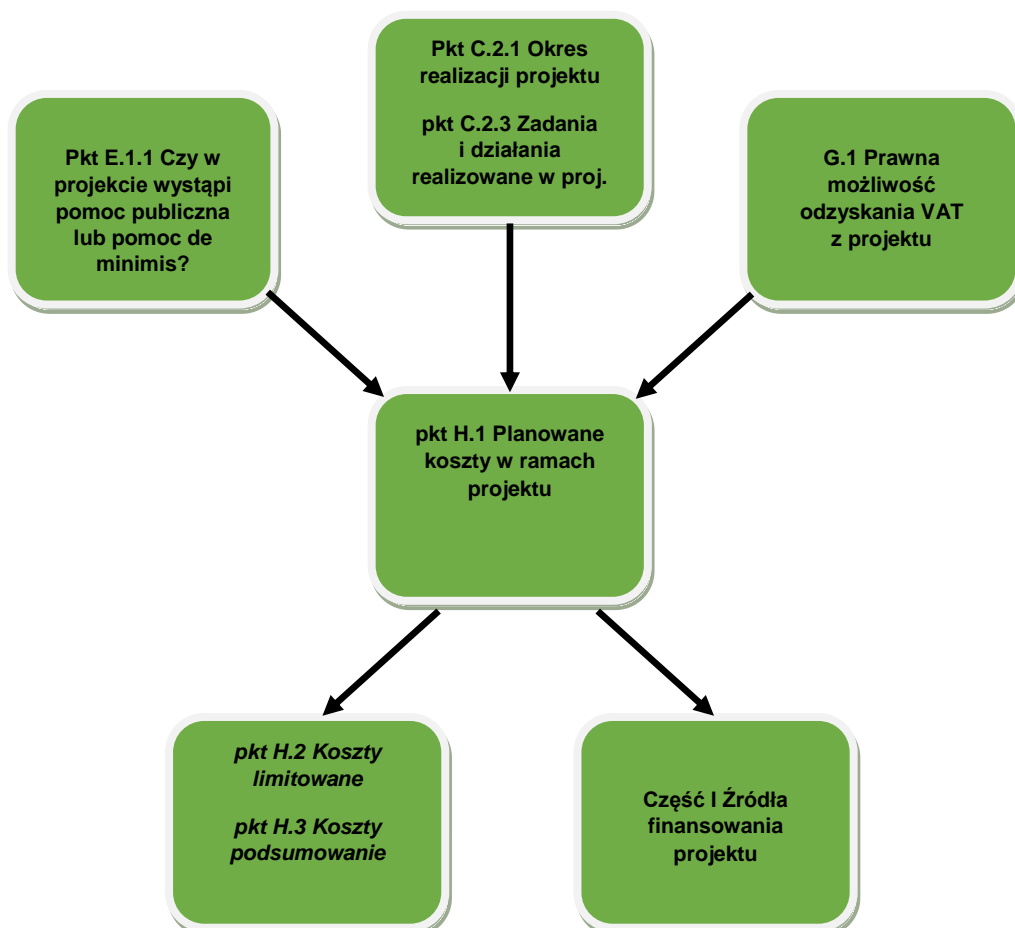 Pkt C.2.1 Okres
realizacji projektu
pkt C.2.3 Zadania
i działania
realizowane w proj.
Pkt E.1.1 Czy w
projekcie wystąpi
pomoc publiczna
lub pomoc de
minimis?
G.1 Prawna
możliwość
odzyskania VAT
z projektu
pkt H.1 Planowane
koszty w ramach
projektu
pkt H.2 Koszty
limitowane
pkt H.3 Koszty
podsumowanie
Część I Źródła
finansowania
projektu